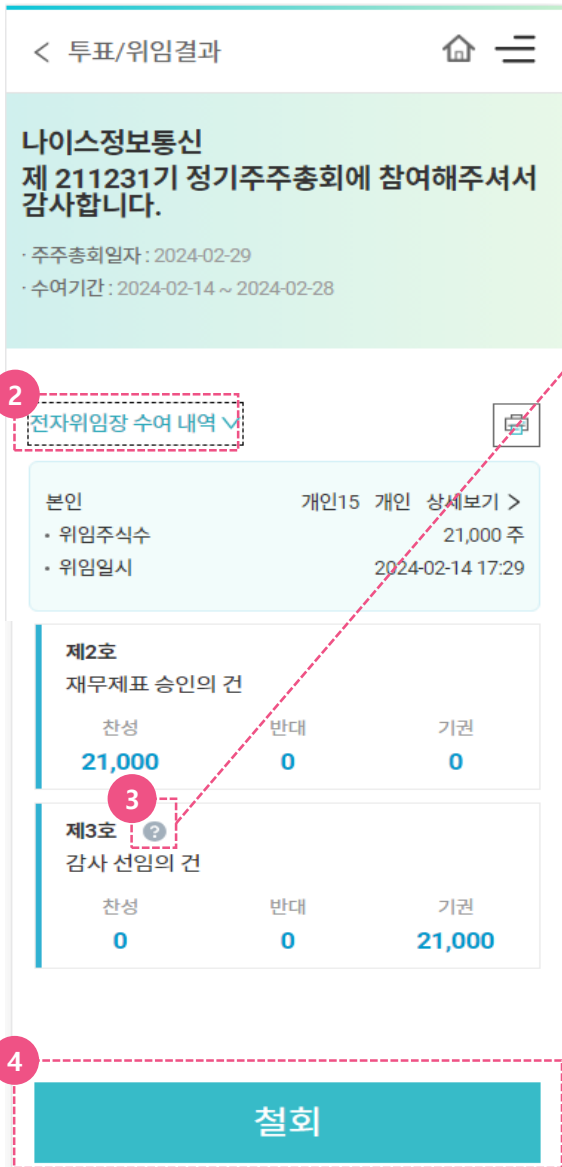 < 투표/위임결과
나이스정보통신
제 211231기 정기주주총회에 참여해주셔서
감사합니다.
· 주주총회일자 : 2024-02-29
· 수여기간 : 2024-02-14 ~ 2024-02-28
2
전자위임장 수여 내역
본인 개인15 개인 상세보기 >
• 위임주식수 21,000 주
• 위임일시 2024-02-14 17:29
제2호
재무제표 승인의 건
찬성 반대 기권
21,000 0 0
3
제3호 ?
감사 선임의 건
찬성 반대 기권
0 0 21,000
4
철회